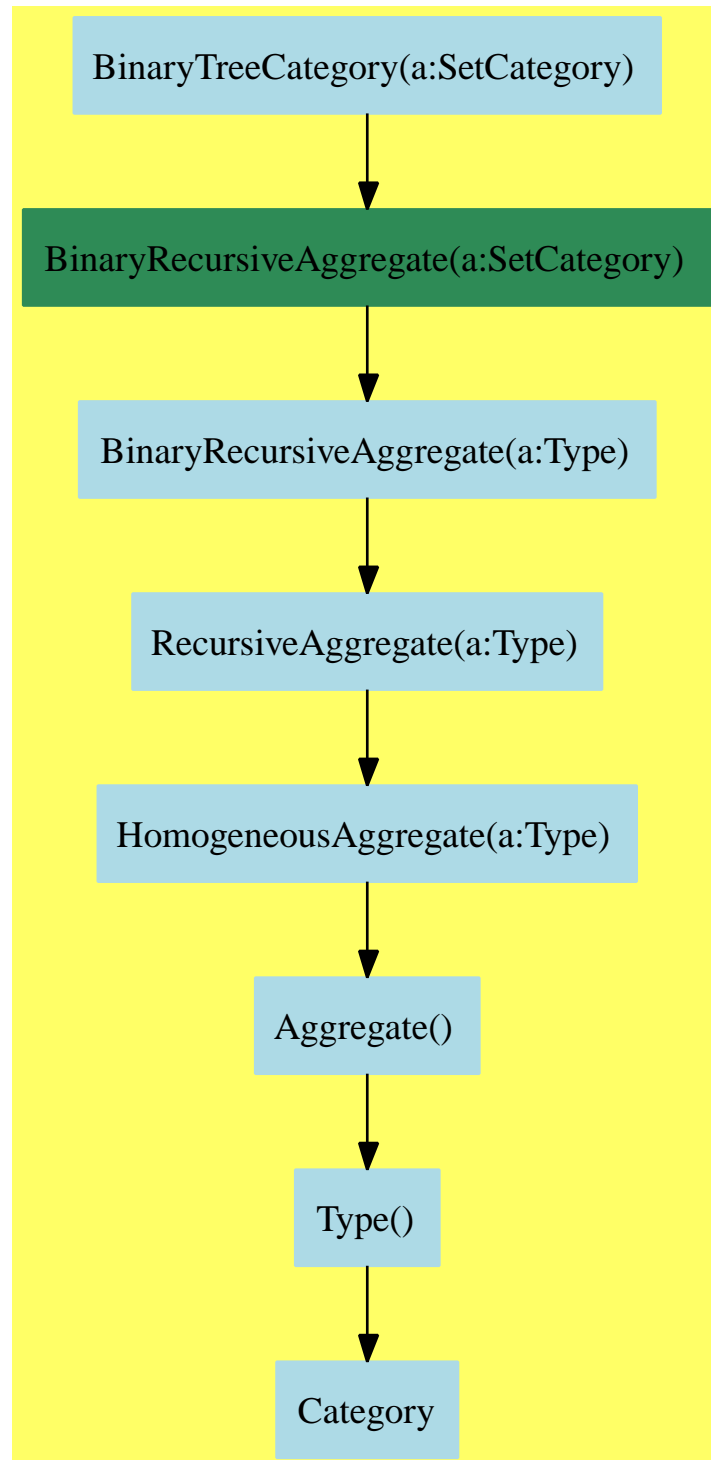 BinaryTreeCategory(a:SetCategory)
BinaryRecursiveAggregate(a:SetCategory)
BinaryRecursiveAggregate(a:Type)
RecursiveAggregate(a:Type)
HomogeneousAggregate(a:Type)
Aggregate()
Type()
Category